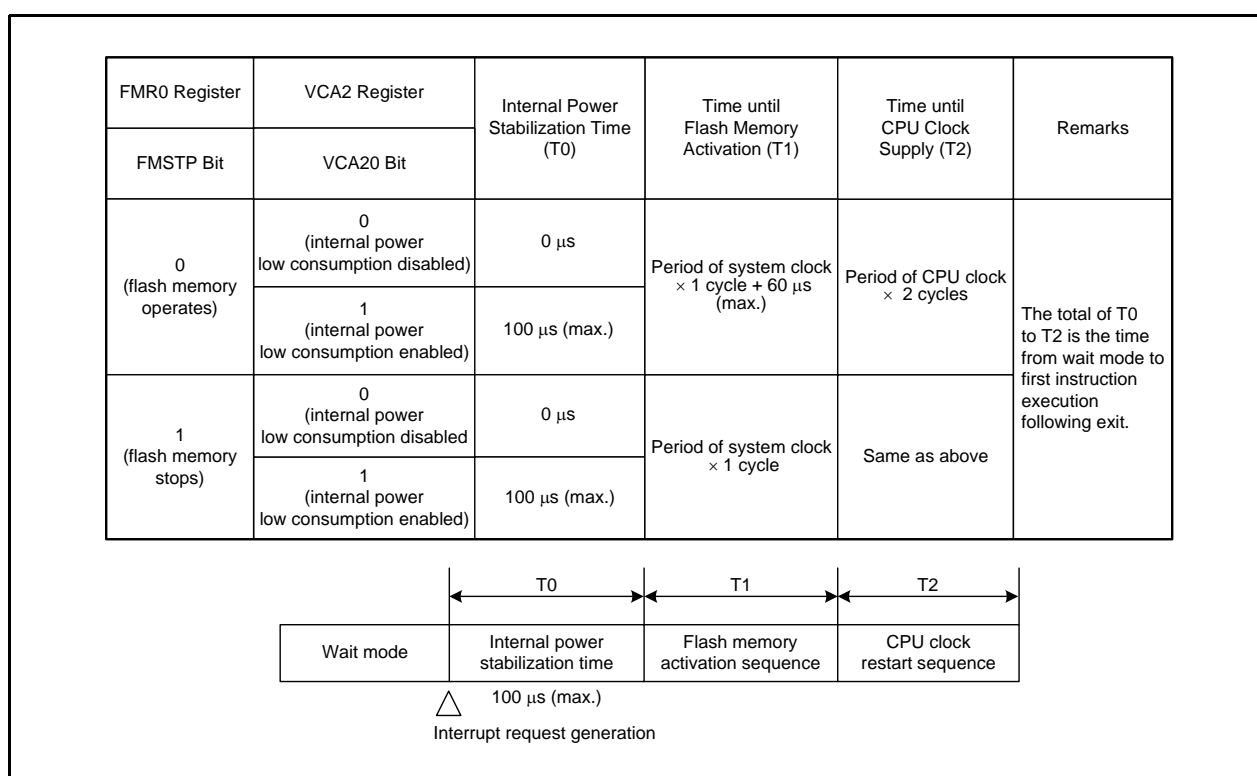 FMR0 Register
VCA2 Register
Internal Power
Stabilization Time
(T0)
Time until
Flash Memory
Activation (T1)
Time until
CPU Clock
Supply (T2)
Remarks
FMSTP Bit
VCA20 Bit
0
(flash memory
operates)
0
(internal power
low consumption disabled)
0 μs
Period of system clock
× 1 cycle + 60 μs
(max.)
Period of CPU clock
× 2 cycles
The total of T0
to T2 is the time
from wait mode to
first instruction
execution
following exit.
1
(internal power
low consumption enabled)
100 μs (max.)
1
(flash memory
stops)
0
(internal power
low consumption disabled
0 μs
Period of system clock
× 1 cycle
Same as above
1
(internal power
low consumption enabled)
100 μs (max.)
T0
T1
T2
Wait mode
Internal power
stabilization time
Flash memory
activation sequence
CPU clock
restart sequence
100 μs (max.)
Interrupt request generation